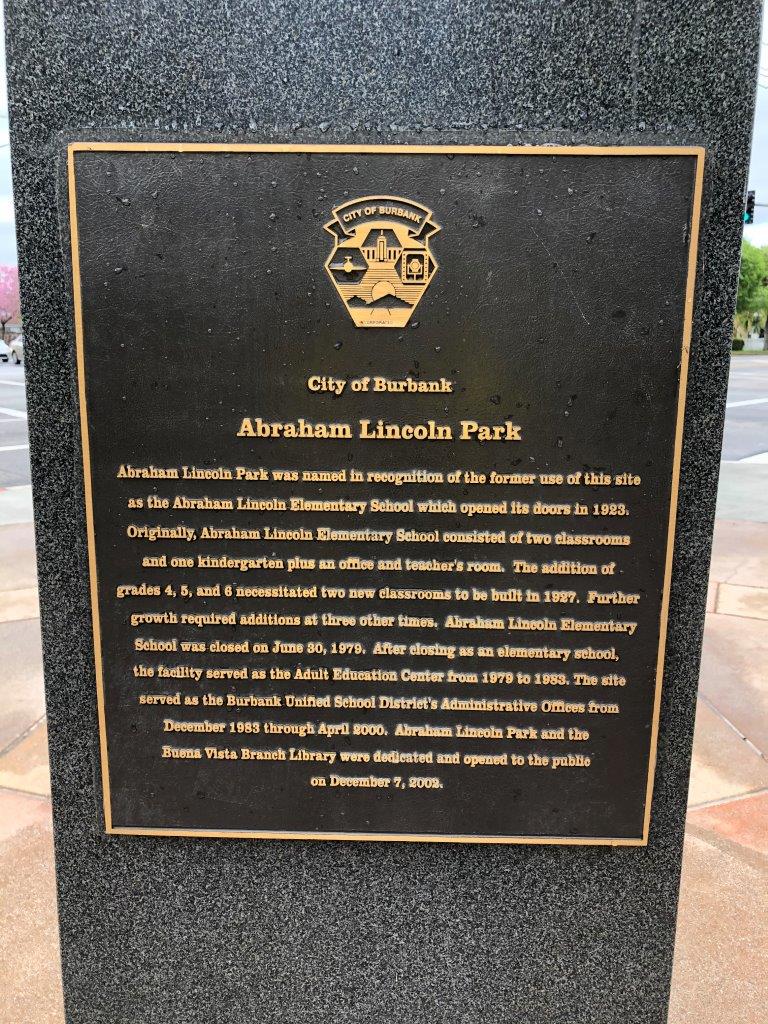 CITY OF BURBANK
City of Burbank
Abraham Lincoln Park
Abraham Lincoln Park was named in recognition of the former use of this site
as the Abraham Lincoln Elementary School which opened its doors in 1923.
Originally, Abraham Lincoln Elementary School consisted of two classrooms
and one kindergarten plus an office and teacher's room. The addition of
grades 4, 5, and 6 necessitated two new classrooms to be built in 1927. Further
growth required additions at three other times. Abraham Lincoln Elementary
School was closed on June 30, 1979. After closing as an elementary school,
the facility served as the Adult Education Center from 1979 to 1983. The site
served as the Burbank Unified School District's Administrative Offices from
December 1983 through April 2000. Abraham Lincoln Park and the
Buena Vista Branch Library were dedicated and opened to the public
on December 7, 2002.